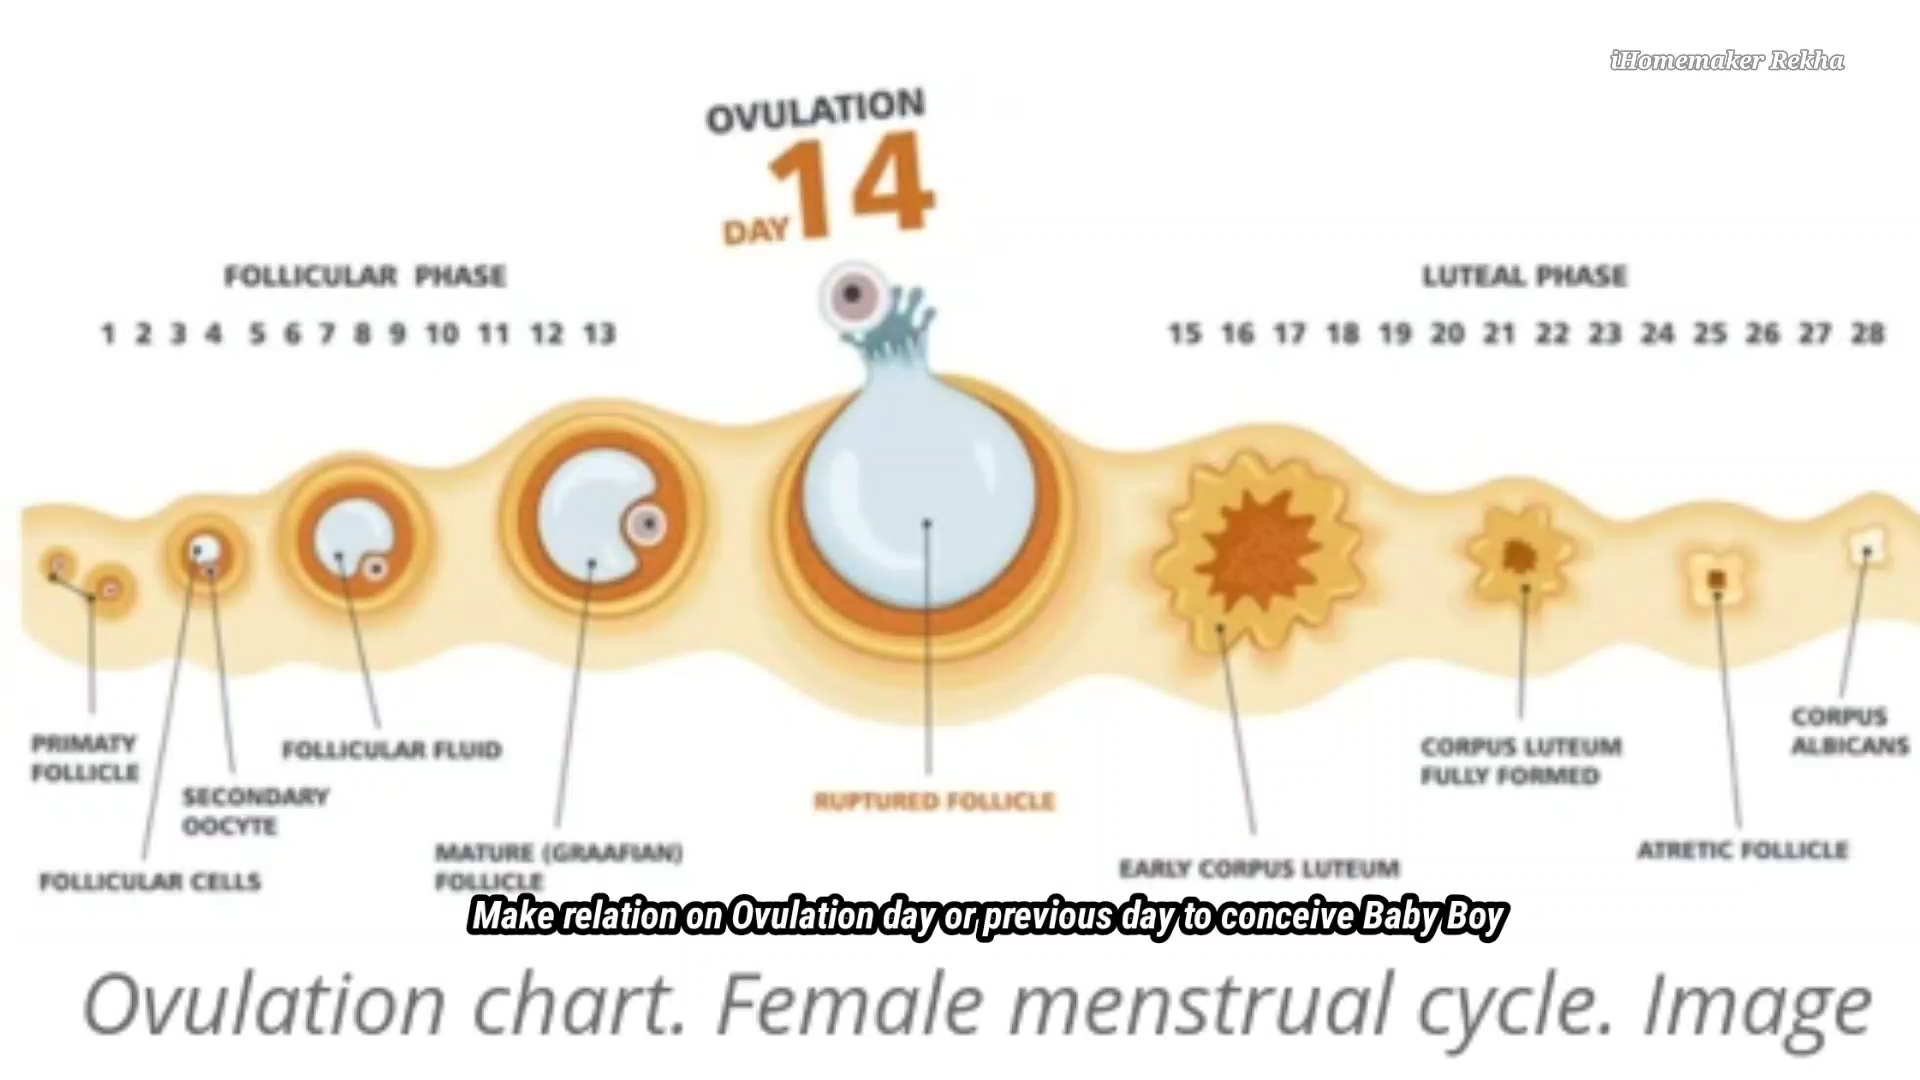 iHomemaker Rekha
OVULATION
DAY 14
FOLLICULAR PHASE
1 2 3 4 5 6 7 8 9 10 11 12 13
LUTEAL PHASE
15 16 17 18 19 20 21 22 23 24 25 26 27 28
PRIMATY
FOLLICLE
FOLLICULAR CELLS
SECONDARY
OOCYTE
FOLLICULAR FLUID
MATURE (GRAAFIAN)
FOLLICLE
RUPTURED FOLLICLE
EARLY CORPUS LUTEUM
CORPUS LUTEUM
FULLY FORMED
ATRETIC FOLLICLE
CORPUS
ALBICANS
Make relation on Ovulation day or previous day to conceive Baby Boy
Ovulation chart. Female menstrual cycle. Image